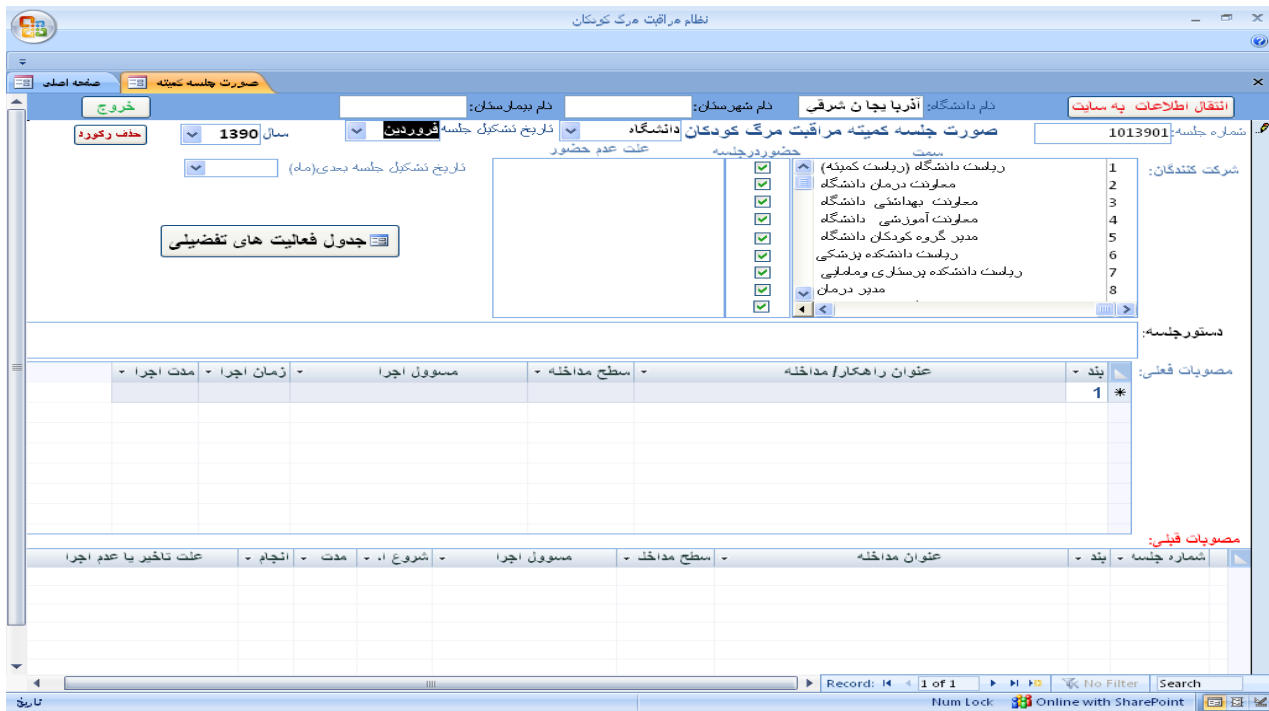 نظام مراقبت مرگ کودکان
صورت جلسه کمیته
صفحه اصلی
انتقال اطلاعات به سایت
نام دانشگاه: آذربایجان شرقی
نام شهرستان:
نام بیمارستان:
خروج
شماره جلسه: 1013901
صورت جلسه کمیته مراقبت مرگ کودکان دانشگاه
تاریخ تشکیل جلسه فروردین
سال 1390
حذف رکورد
شرکت کنندگان:
سمت
حضوردرجلسه
علت عدم حضور
تاریخ تشکیل جلسه بعدی(ماه)
1 ریاست دانشگاه (ریاست کمیته)
2 معاونت درمان دانشگاه
3 معاونت بهداشتی دانشگاه
4 معاونت آموزشی دانشگاه
5 مدیر گروه کودکان دانشگاه
6 ریاست دانشکده پزشکی
7 ریاست دانشکده پرستاری ومامایی
8 مدیر درمان
جدول فعالیت های تفضیلی
دستورجلسه:
مصوبات فعلی:
بند عنوان راهکار/ مداخله سطح مداخله مسوول اجرا زمان اجرا مدت اجرا
1
مصوبات قبلی:
شماره جلسه بند عنوان مداخله سطح مداخلـ مسوول اجرا شروع ا. مدت انجام علت تاخیر یا عدم اجرا
Record: 1 of 1 No Filter Search
تاریخ
Num Lock Online with SharePoint